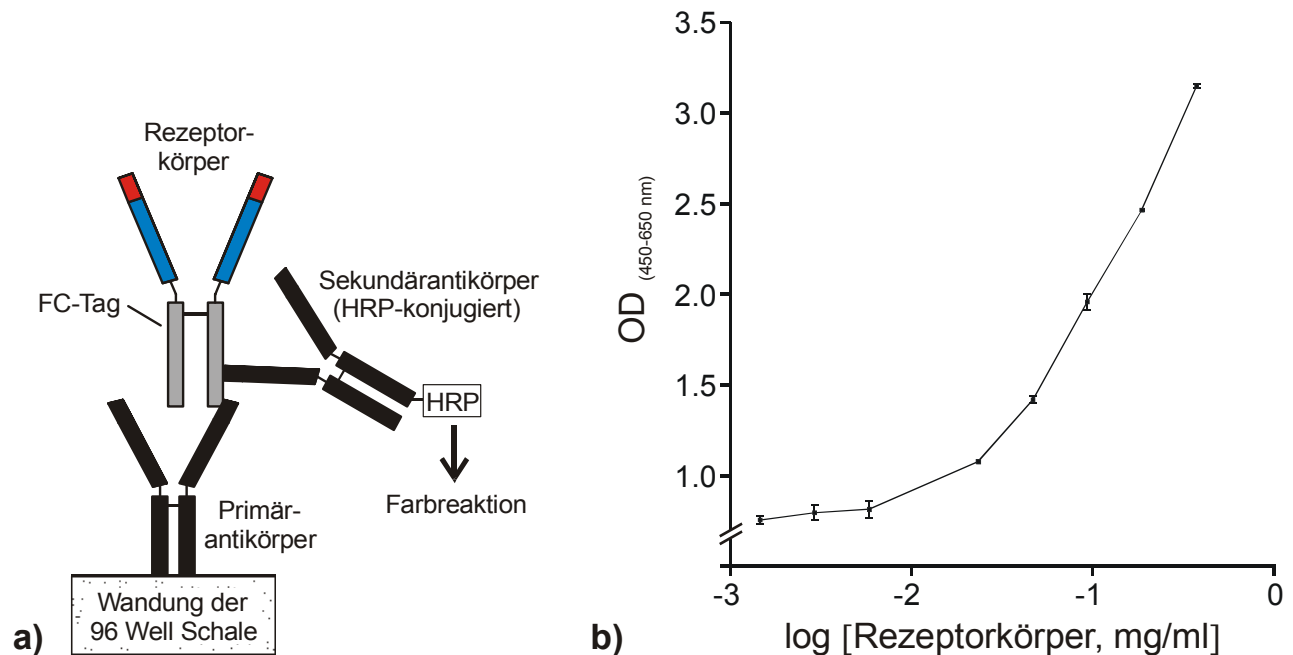 Rezeptor-
körper
FC-Tag
Sekundärantikörper
(HRP-konjugiert)
HRP
Farbreaktion
Primär-
antikörper
Wandung der
96 Well Schale
a)
3.5
3.0
2.5
2.0
1.5
1.0
OD (450-650 nm)
-3
-2
-1
0
b)
log [Rezeptorkörper, mg/ml]